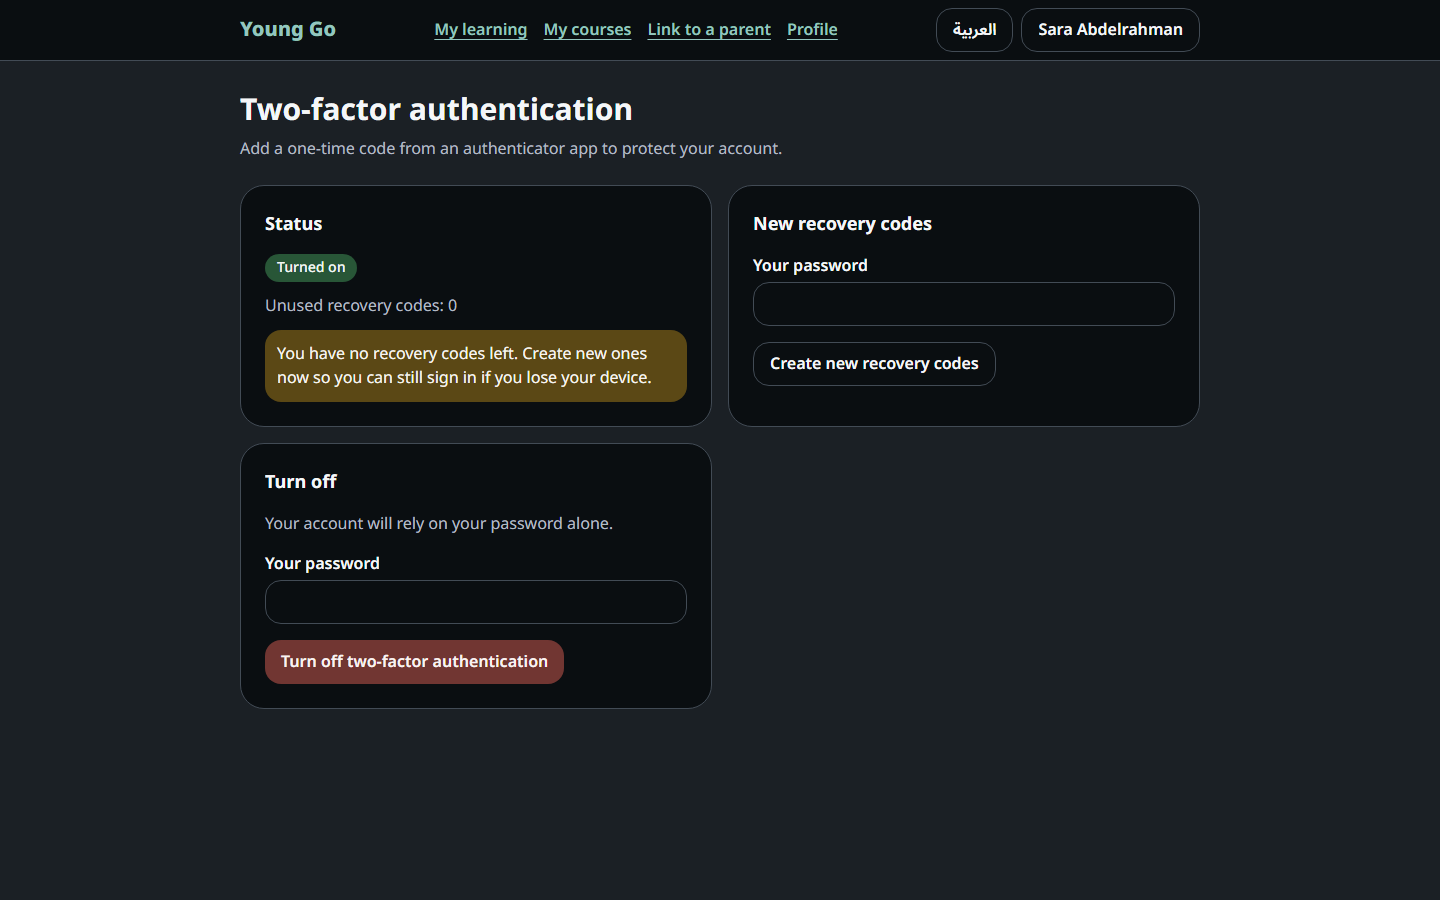 Young Go
My learning
My courses
Link to a parent
Profile
العربية
Sara Abdelrahman
Two-factor authentication
Add a one-time code from an authenticator app to protect your account.
Status
Turned on
Unused recovery codes: 0
You have no recovery codes left. Create new ones
now so you can still sign in if you lose your device.
New recovery codes
Your password
Create new recovery codes
Turn off
Your account will rely on your password alone.
Your password
Turn off two-factor authentication